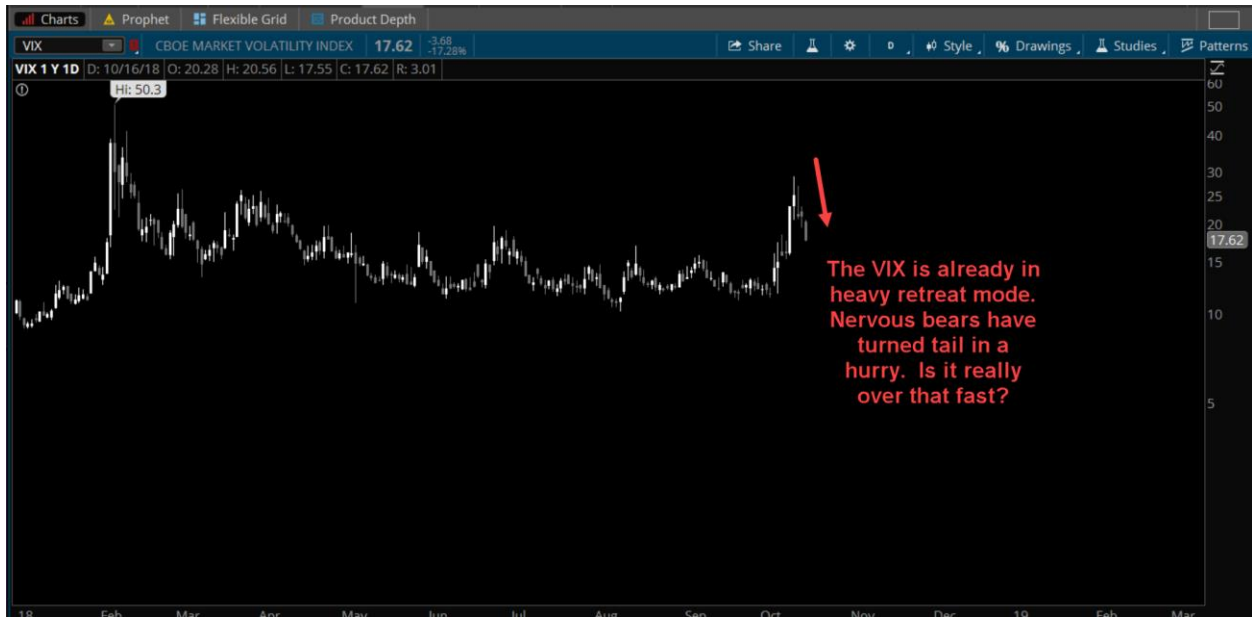 Charts Prophet Flexible Grid Product Depth
VIX CBOE MARKET VOLATILITY INDEX 17.62 -3.68 -17.28% Share D Style Drawings Studies Patterns
VIX 1 Y 1D D: 10/16/18 O: 20.28 H: 20.56 L: 17.55 C: 17.62 R: 3.01
Hi: 50.3
60
50
40
30
25
20
17.62
15
10
5
The VIX is already in
heavy retreat mode.
Nervous bears have
turned tail in a
hurry. Is it really
over that fast?
18 Feb Mar Apr May Jun Jul Aug Sep Oct Nov Dec 19 Feb Mar